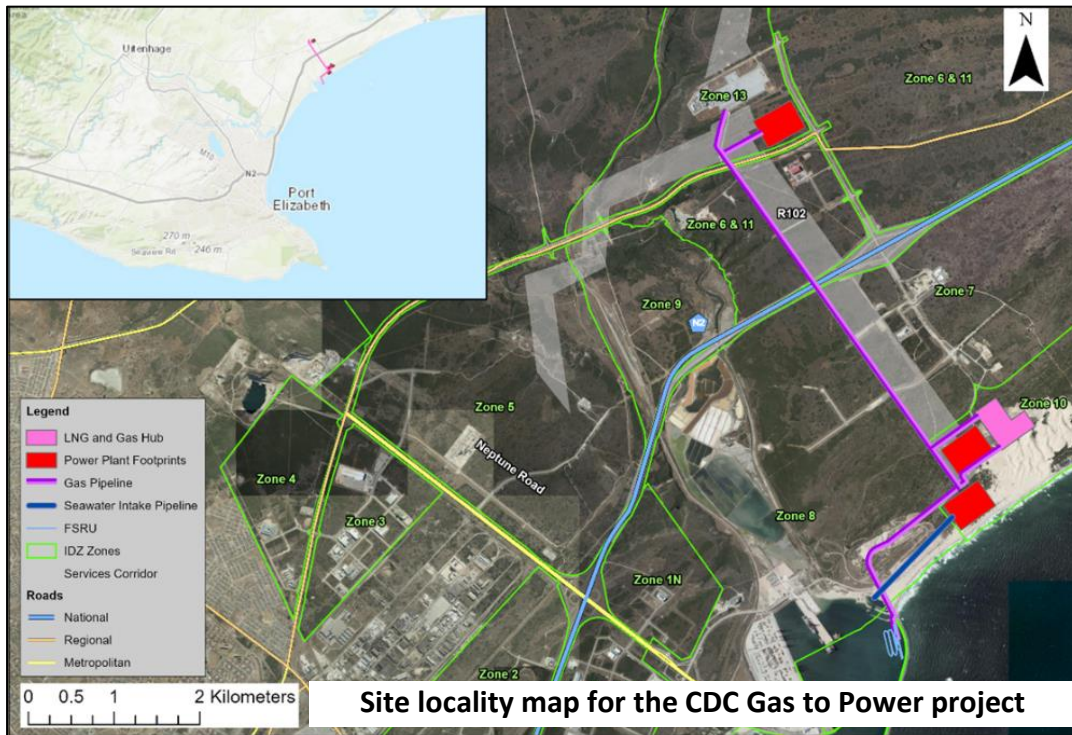 Uitenhage
M10
N2
Port
Elizabeth
270 m
246 m
Seaview Rd
N
Zone 6 & 11
Zone 13
R102
Zone 6 & 11
Zone 9
N2
Zone 7
Zone 5
Neptune Road
Zone 10
Zone 4
Zone 3
Zone 8
Zone 1N
Zone 2
Legend
LNG and Gas Hub
Power Plant Footprints
Gas Pipeline
Seawater Intake Pipeline
FSRU
IDZ Zones
Services Corridor
Roads
National
Regional
Metropolitan
0 0.5 1 2 Kilometers
Site locality map for the CDC Gas to Power project